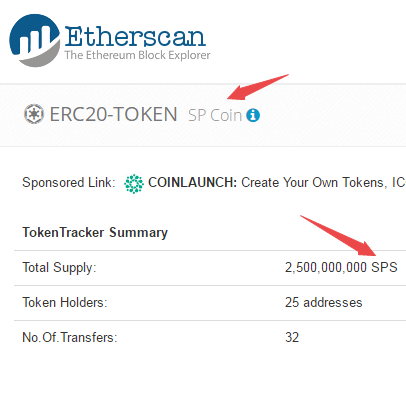 Etherscan
The Ethereum Block Explorer
ERC20-TOKEN SP Coin
Sponsored Link: COINLAUNCH: Create Your Own Tokens, IC
TokenTracker Summary
Total Supply: 2,500,000,000 SPS
Token Holders: 25 addresses
No.Of.Transfers: 32